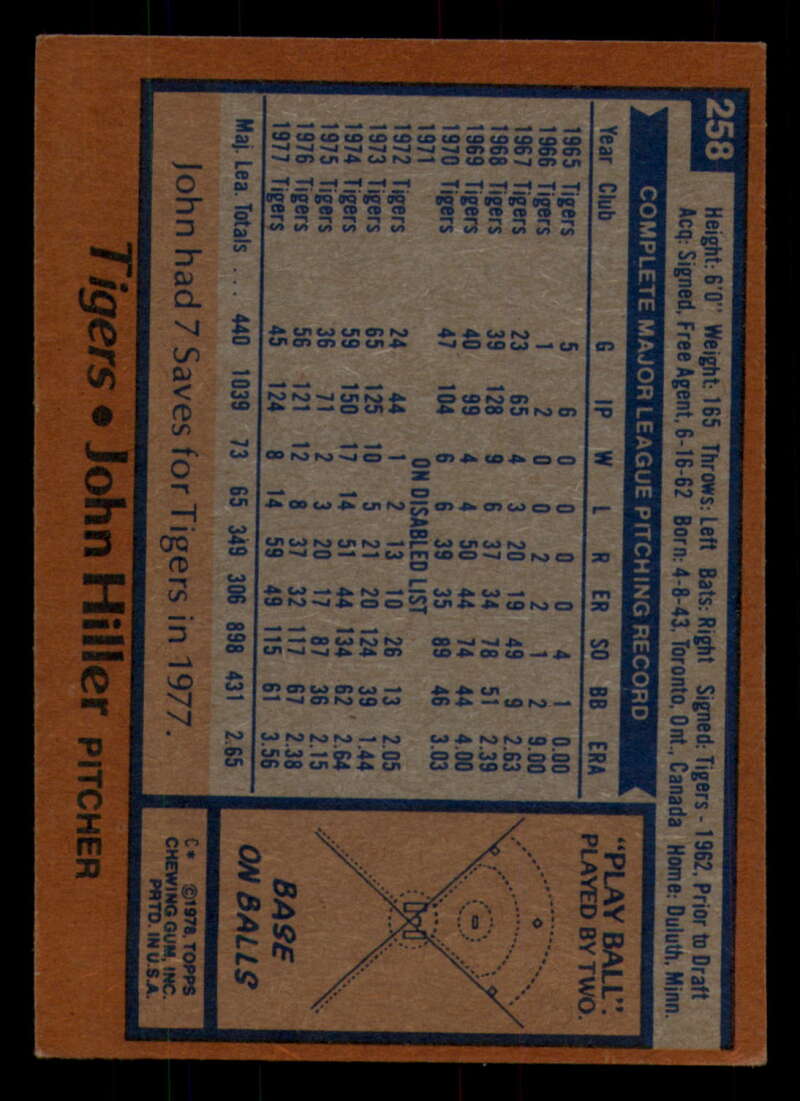 258
Height: 6'0" Weight: 165 Throws: Left Bats: Right Signed: Tigers - 1962, Prior to Draft
Acq: Signed, Free Agent, 6-16-62 Born: 4-8-43, Toronto, Ont., Canada Home: Duluth, Minn.
COMPLETE MAJOR LEAGUE PITCHING RECORD
Year Club G IP W L R ER SO BB ERA
1965 Tigers 5 6 0 0 0 0 4 1 0.00
1966 Tigers 1 2 0 0 2 2 1 2 9.00
1967 Tigers 23 65 4 3 20 19 49 9 2.63
1968 Tigers 39 128 9 6 37 34 78 51 2.39
1969 Tigers 40 99 4 4 50 44 74 44 4.00
1970 Tigers 47 104 6 6 39 35 89 46 3.03
1971 ON DISABLED LIST
1972 Tigers 24 44 1 2 13 10 26 13 2.05
1973 Tigers 65 125 10 5 21 20 124 39 1.44
1974 Tigers 59 150 17 14 51 44 134 62 2.64
1975 Tigers 36 71 2 3 20 17 87 36 2.15
1976 Tigers 56 121 12 8 37 32 117 67 2.38
1977 Tigers 45 124 8 14 59 49 115 61 3.56
Maj. Lea. Totals .... 440 1039 73 65 349 306 898 431 2.65
John had 7 Saves for Tigers in 1977.
"PLAY BALL"
PLAYED BY TWO.
BASE
ON BALLS
C* ©1978, TOPPS
CHEWING GUM, INC.
PRTD. IN U.S.A.
Tigers • John Hiller PITCHER